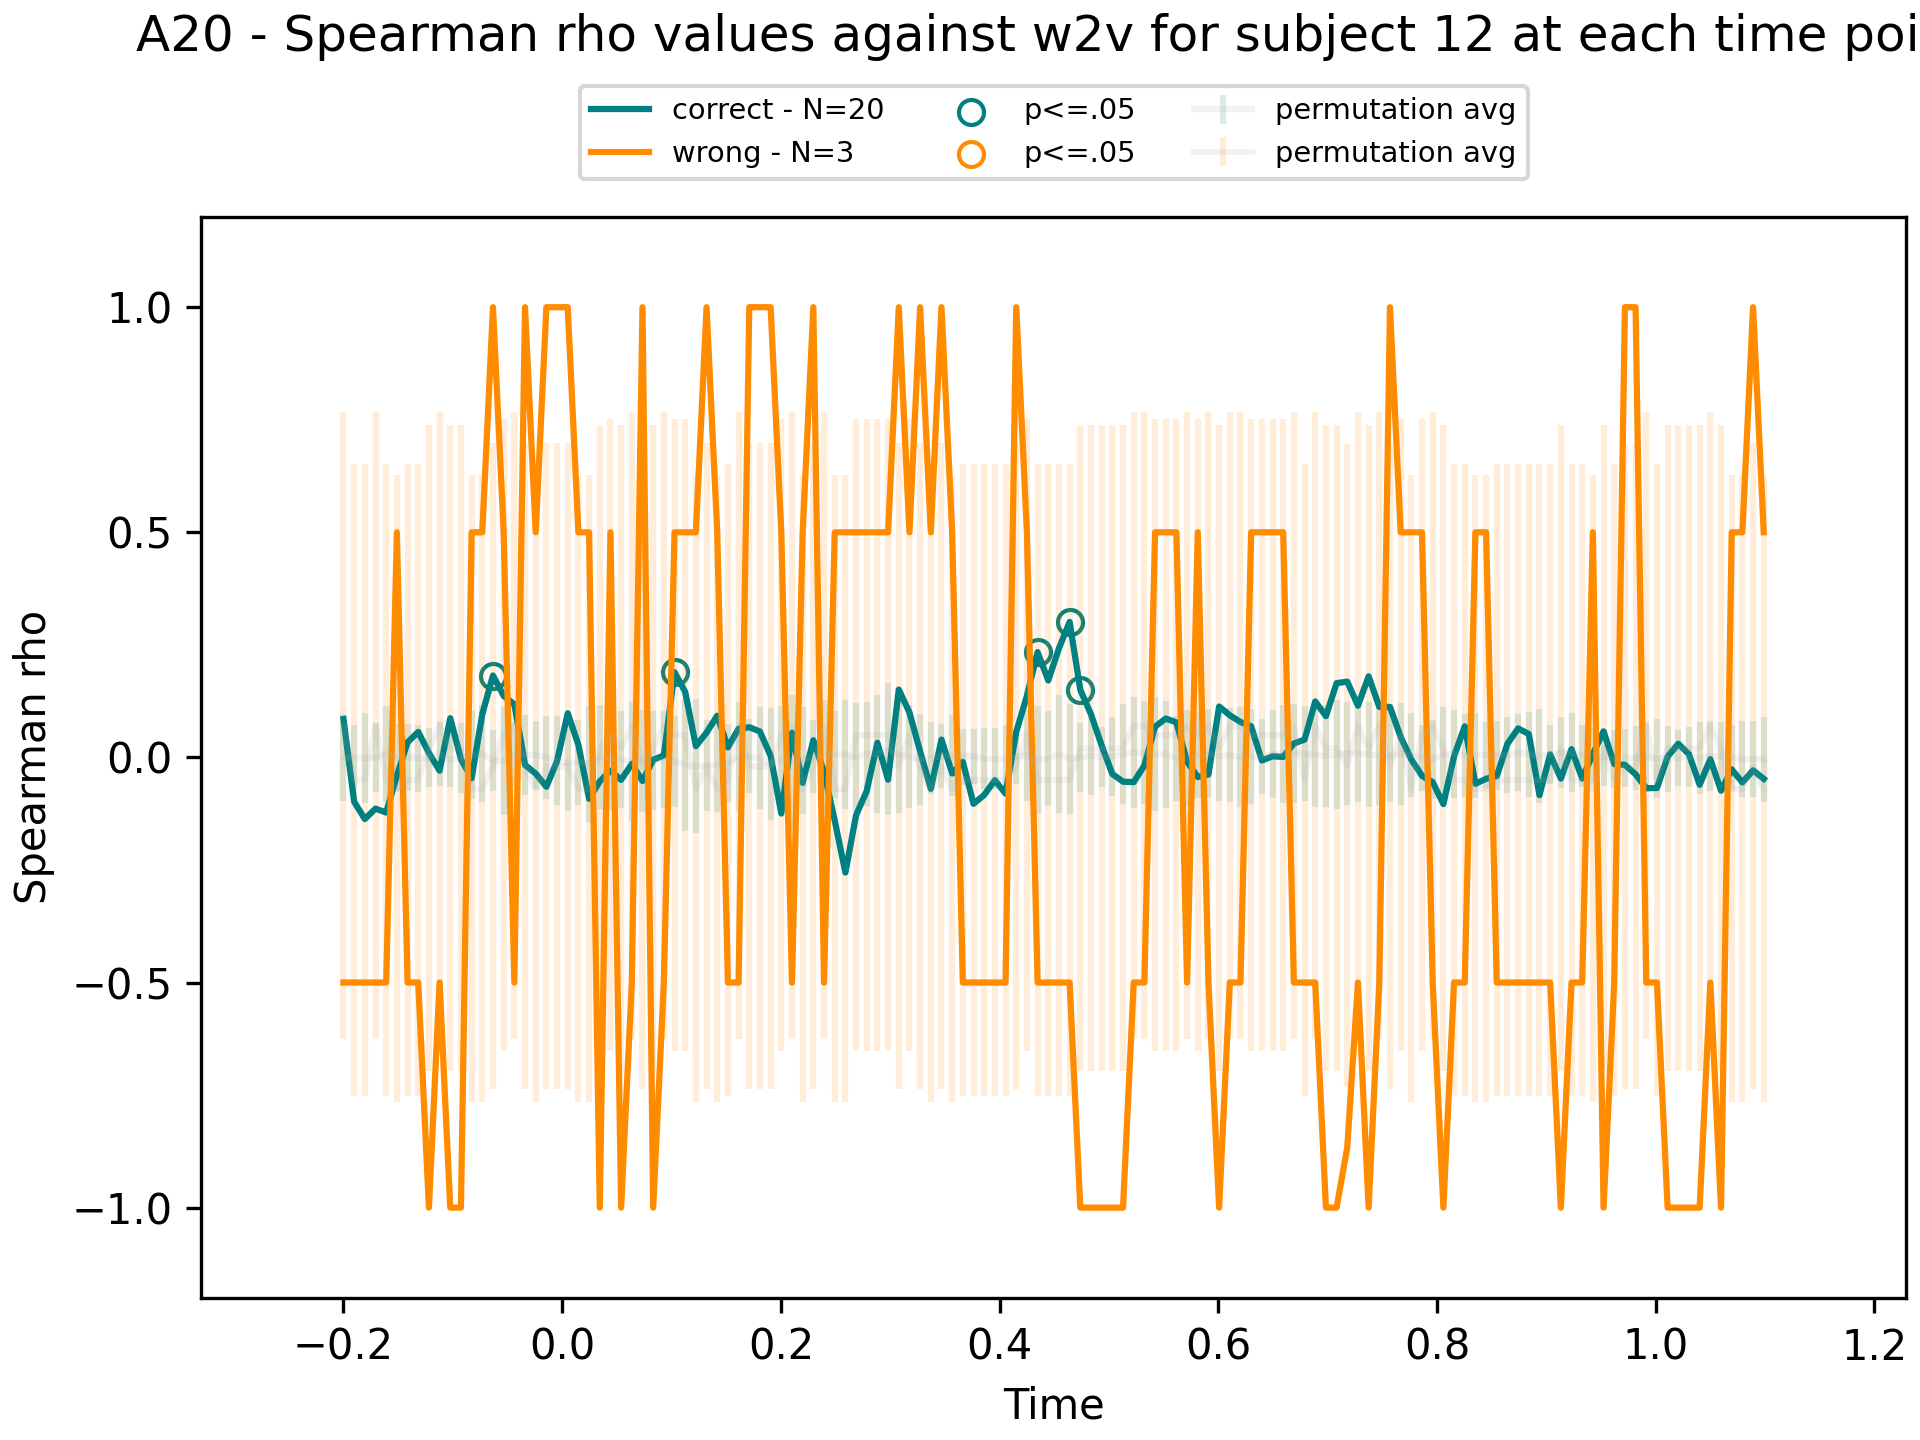 A20 - Spearman rho values against w2v for subject 12 at each time poi
correct - N=20 p<=.05 permutation avg
wrong - N=3 p<=.05 permutation avg
1.0
0.5
0.0
−0.5
−1.0
Spearman rho
−0.2 0.0 0.2 0.4 0.6 0.8 1.0 1.2
Time